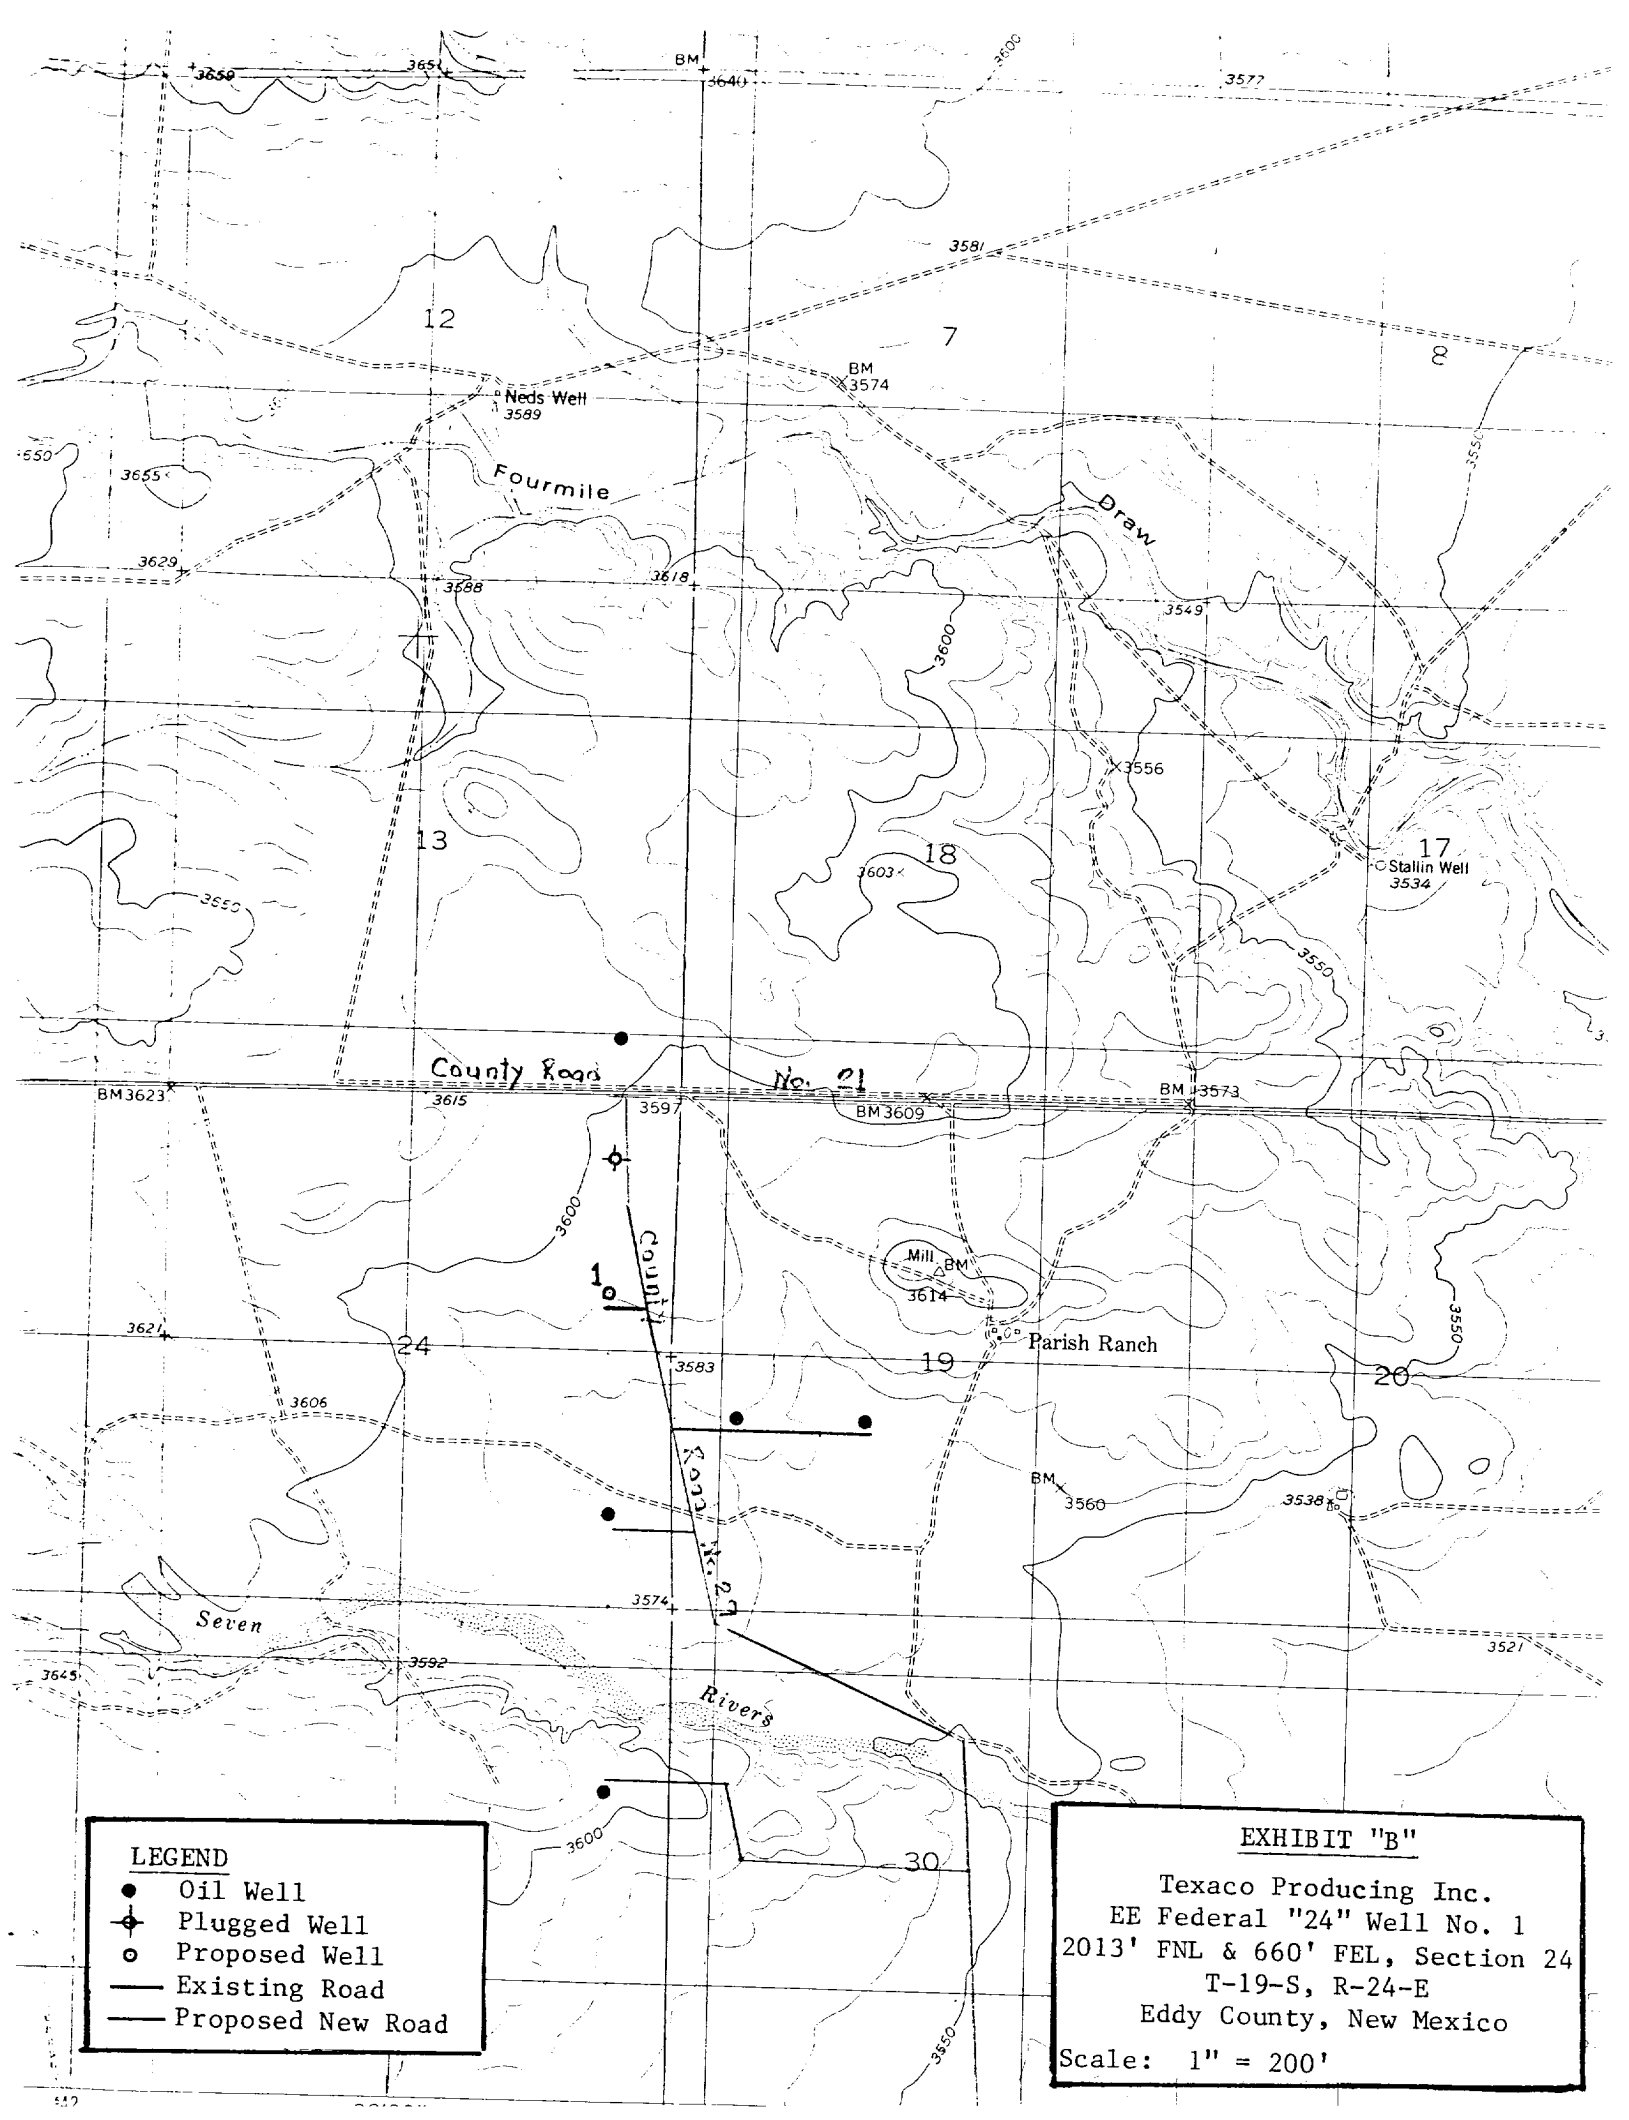 3659
3651
BM
3640
3600
3577
3581
12
7
8
BM
3574
Neds Well
3589
3655
3550
Fourmile
Draw
3629
3588
3618
3549
3600
3556
13
18
17
3603
Stallin Well
3534
3650
3550
County Road No. 21
BM 3623
3615
3597
BM 3609
BM 3573
3600
County
Mill
BM
3614
1
3621
24
3583
Parish Ranch
19
20
3550
3606
Road
BM
3560
3538
No. 23
3574
Seven
Rivers
3592
3645
3521
3600
30
3550
LEGEND
Oil Well
Plugged Well
Proposed Well
Existing Road
Proposed New Road
EXHIBIT "B"
Texaco Producing Inc.
EE Federal "24" Well No. 1
2013' FNL & 660' FEL, Section 24
T-19-S, R-24-E
Eddy County, New Mexico
Scale: 1" = 200'